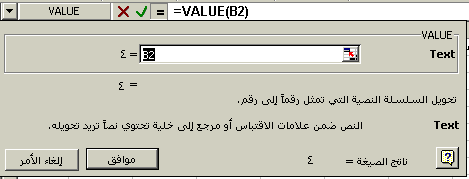 VALUE = =VALUE(B2)
VALUE
Text B2 = ٤
= ٤
تحويل السلسلة النصية التي تمثل رقماً إلى رقم.
Text النص ضمن علامات الاقتباس أو مرجع إلى خلية تحتوي نصاً تريد تحويله.
ناتج الصيغة = ٤ موافق إلغاء الأمر